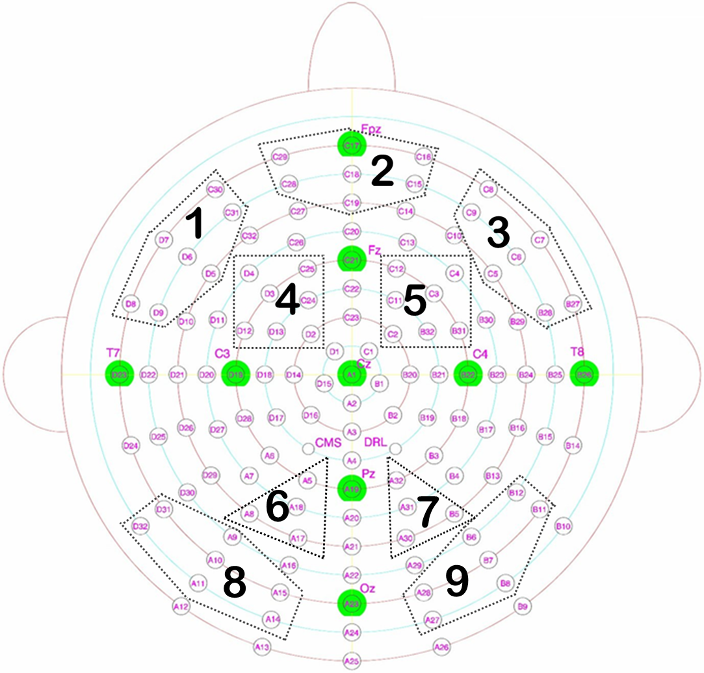 Fpz
C17
C29 C16
2
C18
C28 C15
C30 C8
C19
1 C31 C27 C14 C9 3
C32 C20 C10
D7 C26 C13 C7
D6 Fz C6
C21
D5 D4 C25 C12 C4 C5
C22
D3 C24 C11 C3
4 5
D8 D9 B28 B27
D10 D11 C23 B30 B29
D12 D13 D2 C2 B32 B31
T7 C3 D1 C1 C4 T8
Cz
D23 D22 D21 D20 D19 D18 D14 A1 B20 B21 B22 B23 B24 B25 B26
D15 B1
A2
D16 B2
D28 D17 B19 B18
D25 D26 D27 A3 B17 B16 B15
D24 CMS DRL B14
A6 A4 B3
Pz
D29 A7 A5 A32 B4 B13
A19
D30 B12
6 A18 A31 7
D31 A8 B5 B11
A20
D32 B10
A9 A17 A30 B6
A21
A10 A16 A29 B7
8 A22 9
A11 Oz B8
A15 A28
A23
A12 B9
A14 A27
A24
A13 A26
A25